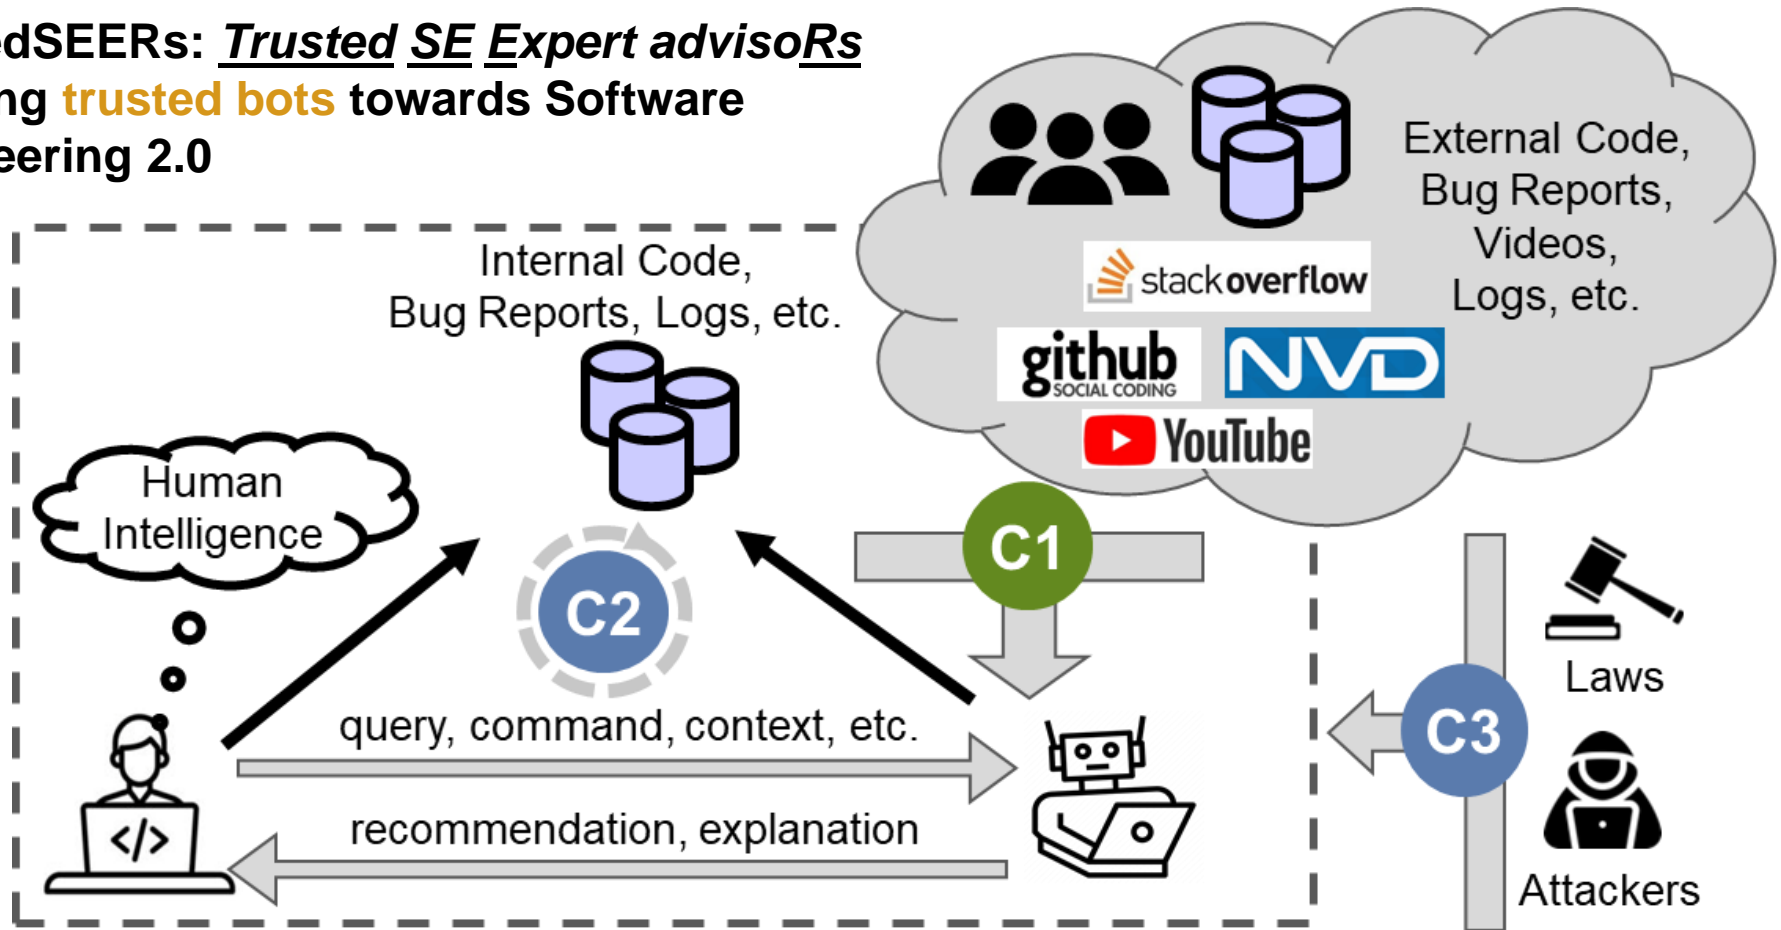 edSEERs: Trusted SE Expert advisoRs
ng trusted bots towards Software
eering 2.0
External Code,
Bug Reports,
Videos,
Logs, etc.
stackoverflow
github
SOCIAL CODING
NVD
YouTube
Internal Code,
Bug Reports, Logs, etc.
Human
Intelligence
C1
C2
C3
Laws
Attackers
query, command, context, etc.
recommendation, explanation
</>